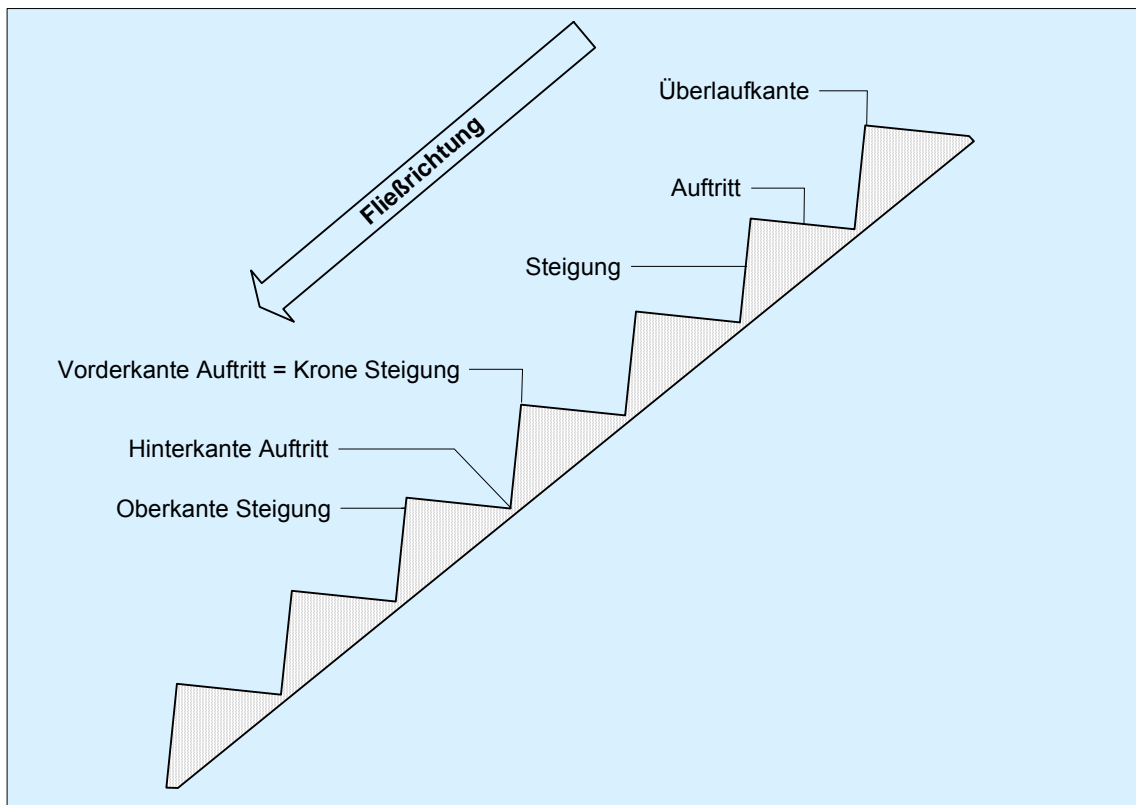 Überlaufkante
Fließrichtung
Auftritt
Steigung
Vorderkante Auftritt = Krone Steigung
Hinterkante Auftritt
Oberkante Steigung